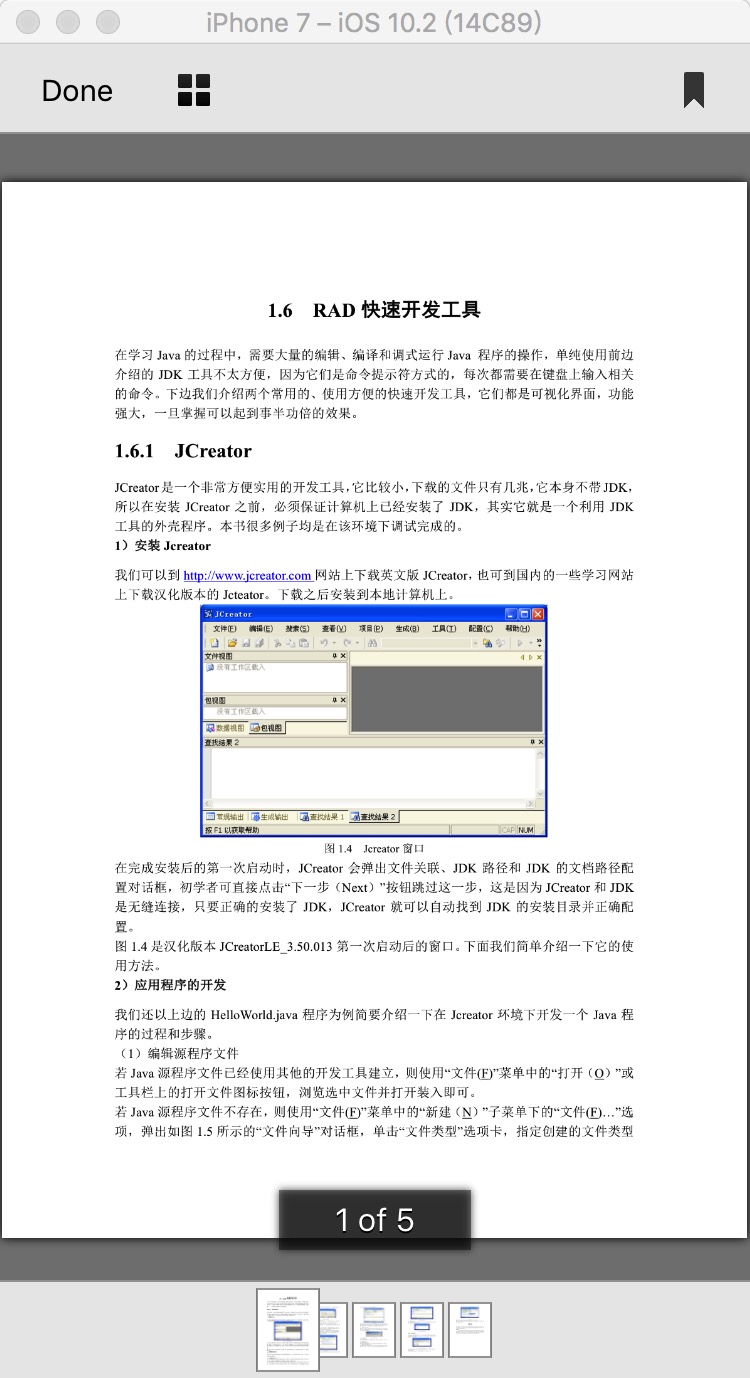 iPhone 7 – iOS 10.2 (14C89)
Done
1.6 RAD 快速开发工具
在学习 Java 的过程中，需要大量的编辑、编译和调式运行 Java 程序的操作，单纯使用前边
介绍的 JDK 工具不太方便，因为它们是命令提示符方式的，每次都需要在键盘上输入相关
的命令。下边我们介绍两个常用的、使用方便的快速开发工具，它们都是可视化界面，功能
强大，一旦掌握可以起到事半功倍的效果。
1.6.1 JCreator
JCreator 是一个非常方便实用的开发工具，它比较小，下载的文件只有几兆，它本身不带 JDK，
所以在安装 JCreator 之前，必须保证计算机上已经安装了 JDK，其实它就是一个利用 JDK
工具的外壳程序。本书很多例子均是在该环境下调试完成的。
1）安装 Jcreator
我们可以到 http://www.jcreator.com 网站上下载英文版 JCreator，也可到国内的一些学习网站
上下载汉化版本的 Jcteator。下载之后安装到本地计算机上。
JCreator
文件(F) 编辑(E) 搜索(S) 查看(V) 项目(P) 生成(B) 工具(T) 配置(C) 帮助(H)
文件视图
没有工作区载入
包视图
没有工作区载入
数据视图 包视图
查找结果 2
常规输出 生成输出 查找结果 1 查找结果 2
按 F1 以获取帮助 CAP NUM
图 1.4 Jcreator 窗口
在完成安装后的第一次启动时，JCreator 会弹出文件关联、JDK 路径和 JDK 的文档路径配
置对话框，初学者可直接点击“下一步（Next）”按钮跳过这一步，这是因为 JCreator 和 JDK
是无缝连接，只要正确的安装了 JDK，JCreator 就可以自动找到 JDK 的安装目录并正确配
置。
图 1.4 是汉化版本 JCreatorLE_3.50.013 第一次启动后的窗口。下面我们简单介绍一下它的使
用方法。
2）应用程序的开发
我们还以上边的 HelloWorld.java 程序为例简要介绍一下在 Jcreator 环境下开发一个 Java 程
序的过程和步骤。
（1）编辑源程序文件
若 Java 源程序文件已经使用其他的开发工具建立，则使用“文件(F)”菜单中的“打开（O）”或
工具栏上的打开文件图标按钮，浏览选中文件并打开装入即可。
若 Java 源程序文件不存在，则使用“文件(F)”菜单中的“新建（N）”子菜单下的“文件(F)…”选
项，弹出如图 1.5 所示的“文件向导”对话框，单击“文件类型”选项卡，指定创建的文件类型
1 of 5